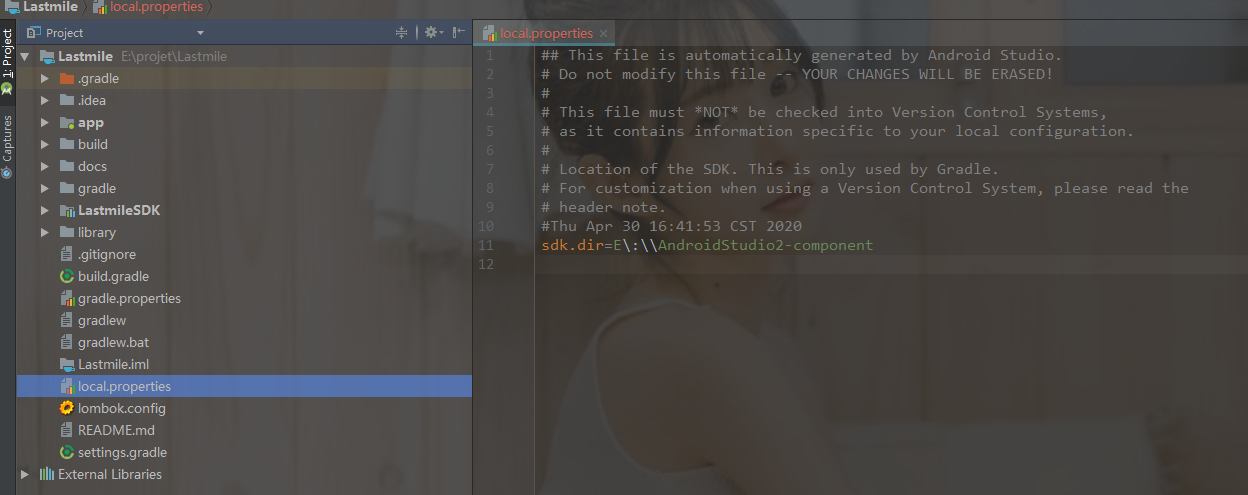 Lastmile local.properties
1: Project
Captures
Project
Lastmile E:\projet\Lastmile
.gradle
.idea
app
build
docs
gradle
LastmileSDK
library
.gitignore
build.gradle
gradle.properties
gradlew
gradlew.bat
Lastmile.iml
local.properties
lombok.config
README.md
settings.gradle
External Libraries
local.properties
1 ## This file is automatically generated by Android Studio.
2 # Do not modify this file -- YOUR CHANGES WILL BE ERASED!
3 #
4 # This file must *NOT* be checked into Version Control Systems,
5 # as it contains information specific to your local configuration.
6 #
7 # Location of the SDK. This is only used by Gradle.
8 # For customization when using a Version Control System, please read the
9 # header note.
10 #Thu Apr 30 16:41:53 CST 2020
11 sdk.dir=E\:\\AndroidStudio2-component
12